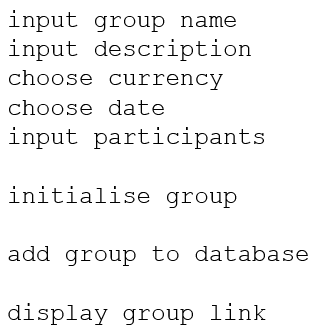 input group name
input description
choose currency
choose date
input participants
initialise group
add group to database
display group link